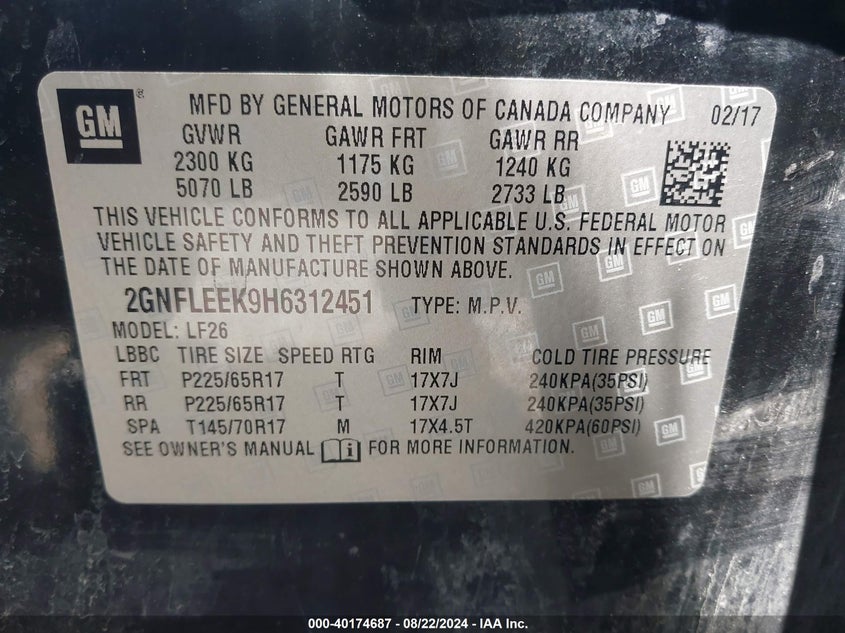 GM ® MFD BY GENERAL MOTORS OF CANADA COMPANY 02/17
GVWR GAWR FRT GAWR RR
2300 KG 1175 KG 1240 KG
5070 LB 2590 LB 2733 LB
THIS VEHICLE CONFORMS TO ALL APPLICABLE U.S. FEDERAL MOTOR
VEHICLE SAFETY AND THEFT PREVENTION STANDARDS IN EFFECT ON
THE DATE OF MANUFACTURE SHOWN ABOVE.
2GNFLEEK9H6312451 TYPE: M.P.V.
MODEL: LF26
LBBC TIRE SIZE SPEED RTG RIM COLD TIRE PRESSURE
FRT P225/65R17 T 17X7J 240KPA(35PSI)
RR P225/65R17 T 17X7J 240KPA(35PSI)
SPA T145/70R17 M 17X4.5T 420KPA(60PSI)
SEE OWNER'S MANUAL FOR MORE INFORMATION.
000-40174687 - 08/22/2024 - IAA Inc.